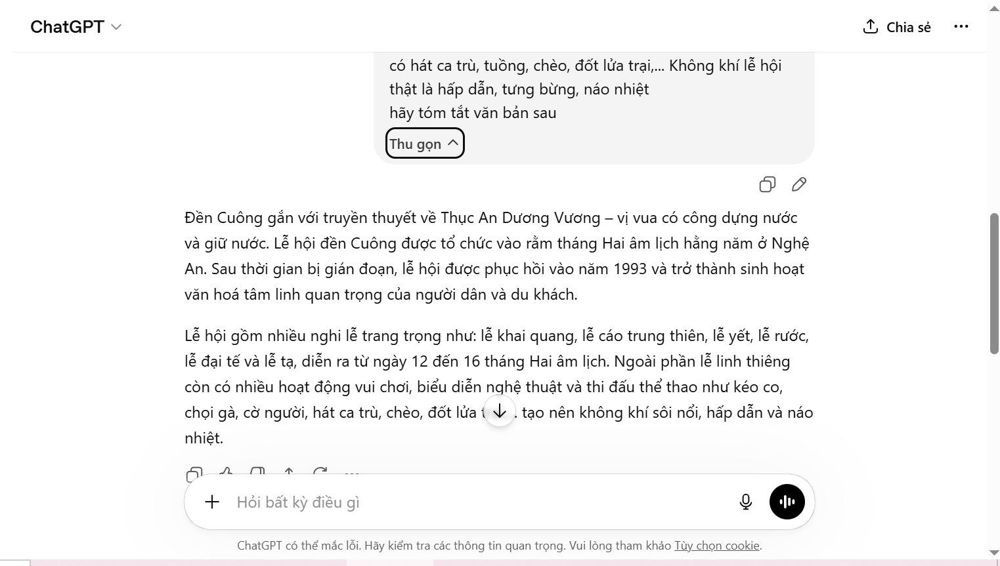 ChatGPT
Chia sẻ
có hát ca trù, tuồng, chèo, đốt lửa trại,... Không khí lễ hội
thật là hấp dẫn, tưng bừng, náo nhiệt
hãy tóm tắt văn bản sau
Thu gọn
Đền Cuông gắn với truyền thuyết về Thục An Dương Vương – vị vua có công dựng nước
và giữ nước. Lễ hội đền Cuông được tổ chức vào rằm tháng Hai âm lịch hằng năm ở Nghệ
An. Sau thời gian bị gián đoạn, lễ hội được phục hồi vào năm 1993 và trở thành sinh hoạt
văn hoá tâm linh quan trọng của người dân và du khách.
Lễ hội gồm nhiều nghi lễ trang trọng như: lễ khai quang, lễ cáo trung thiên, lễ yết, lễ rước,
lễ đại tế và lễ tạ, diễn ra từ ngày 12 đến 16 tháng Hai âm lịch. Ngoài phần lễ linh thiêng
còn có nhiều hoạt động vui chơi, biểu diễn nghệ thuật và thi đấu thể thao như kéo co,
chọi gà, cờ người, hát ca trù, chèo, đốt lửa tạo nên không khí sôi nổi, hấp dẫn và náo
nhiệt.
Hỏi bất kỳ điều gì
ChatGPT có thể mắc lỗi. Hãy kiểm tra các thông tin quan trọng. Vui lòng tham khảo Tùy chọn cookie.